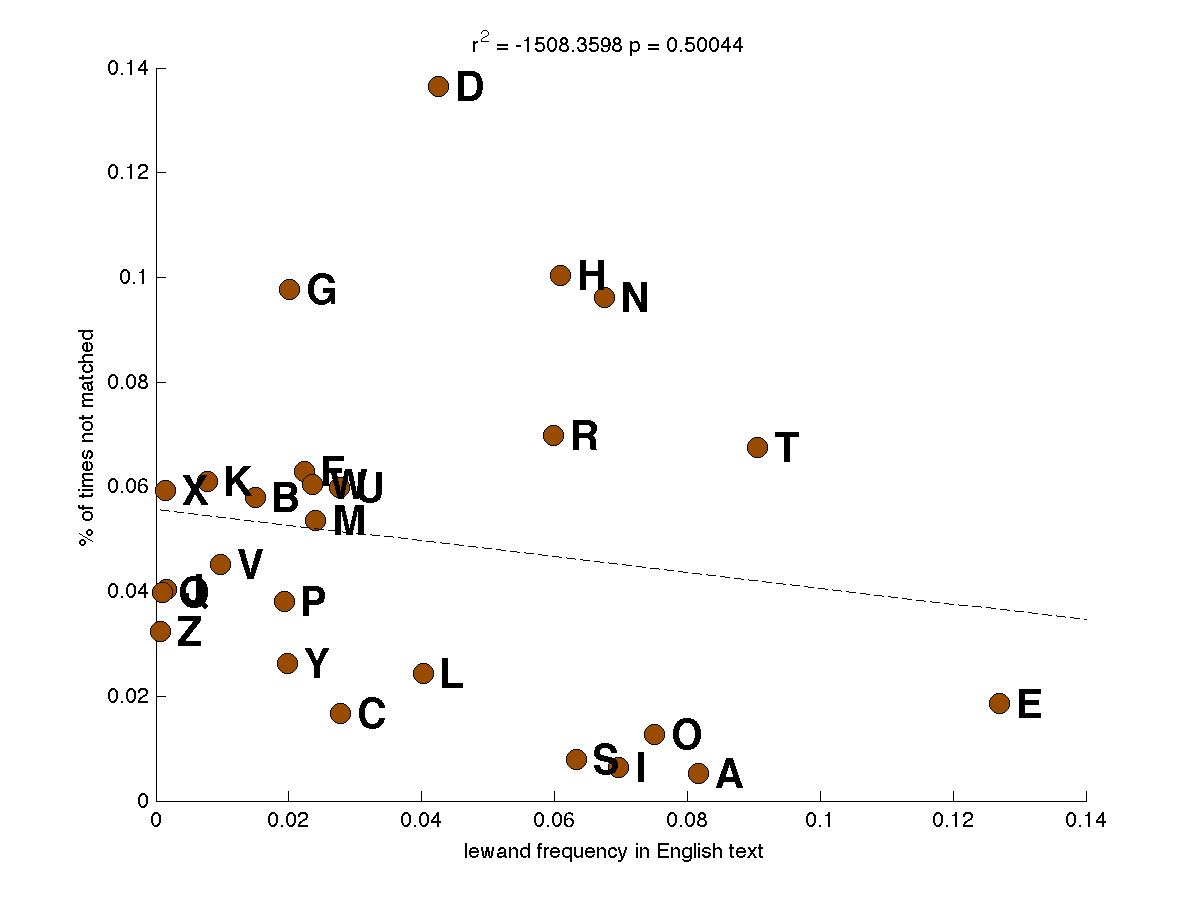 r² = -1508.3598 p = 0.50044
0.14
D
0.12
0.1
G
H
N
% of times not matched
0.08
R
T
0.06
X
K
B
F
W
U
M
V
0.04
Q
J
P
Z
Y
L
0.02
C
E
O
S
I
A
0
0 0.02 0.04 0.06 0.08 0.1 0.12 0.14
lewand frequency in English text